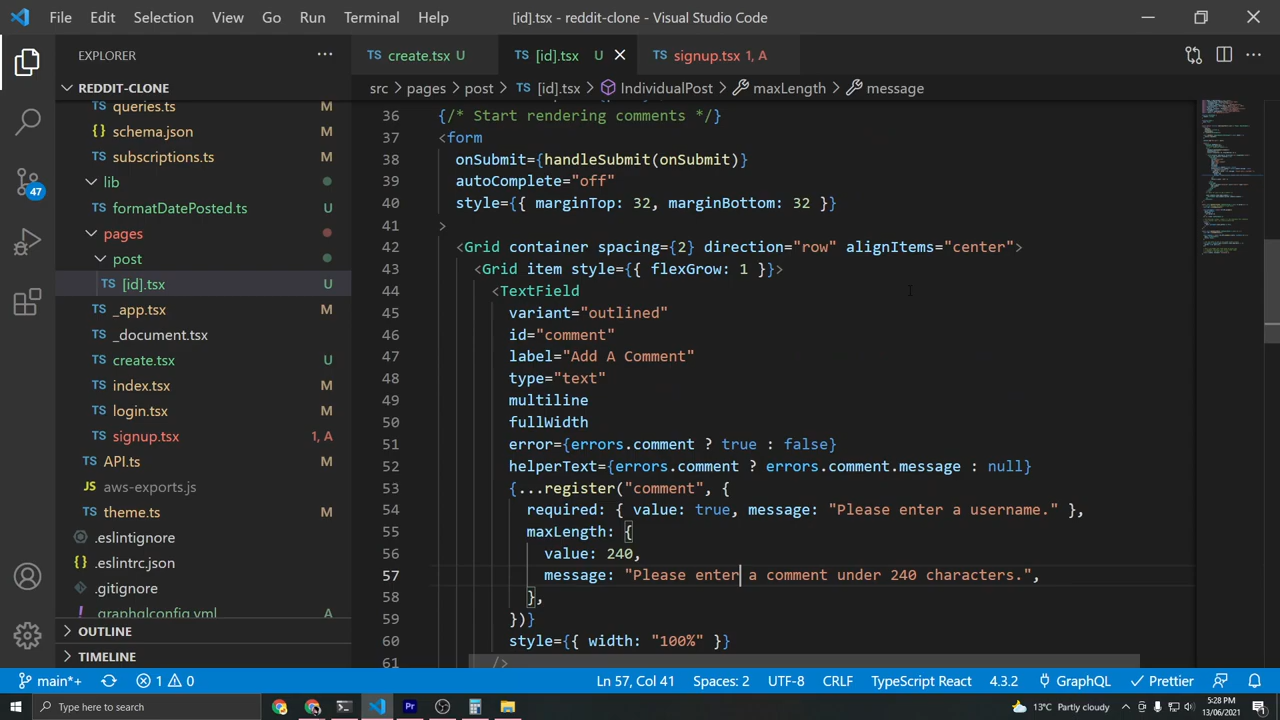 File Edit Selection View Go Run Terminal Help [id].tsx - reddit-clone - Visual Studio Code
EXPLORER ...
TS create.tsx U TS [id].tsx U TS signup.tsx 1, A
REDDIT-CLONE
src > pages > post > TS [id].tsx > IndividualPost > maxLength > message
queries.ts M
{} schema.json M
TS subscriptions.ts M
lib
TS formatDatePosted.ts U
pages
post
TS [id].tsx U
TS _app.tsx M
TS _document.tsx M
TS create.tsx U
TS index.tsx M
TS login.tsx M
TS signup.tsx 1, A
TS API.ts M
JS aws-exports.js
TS theme.ts M
.eslintignore
{} .eslintrc.json
.gitignore
.graphqlconfig.yml A
OUTLINE
TIMELINE
47
36 {/* Start rendering comments */}
37 <form
38 onSubmit={handleSubmit(onSubmit)}
39 autoComplete="off"
40 style={{ marginTop: 32, marginBottom: 32 }}
41 >
42 <Grid container spacing={2} direction="row" alignItems="center">
43 <Grid item style={{ flexGrow: 1 }}>
44 <TextField
45 variant="outlined"
46 id="comment"
47 label="Add A Comment"
48 type="text"
49 multiline
50 fullWidth
51 error={errors.comment ? true : false}
52 helperText={errors.comment ? errors.comment.message : null}
53 {...register("comment", {
54 required: { value: true, message: "Please enter a username." },
55 maxLength: {
56 value: 240,
57 message: "Please enter a comment under 240 characters.",
58 },
59 })}
60 style={{ width: "100%" }}
61 />
main*+ 1 0 Ln 57, Col 41 Spaces: 2 UTF-8 CRLF TypeScript React 4.3.2 GraphQL Prettier
Type here to search 13°C Partly cloudy 5:28 PM
13/06/2021